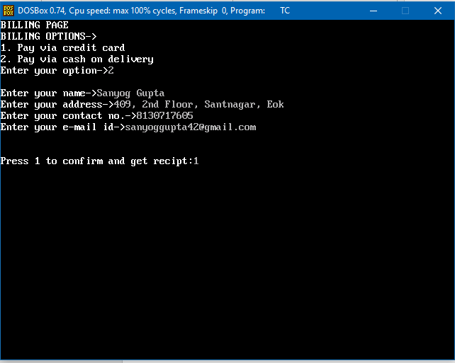 DOSBox 0.74, Cpu speed: max 100% cycles, Frameskip 0, Program: TC
BILLING PAGE
BILLING OPTIONS->
1. Pay via credit card
2. Pay via cash on delivery
Enter your option->2
Enter your name->Sanyog Gupta
Enter your address->409, 2nd Floor, Santnagar, Eok
Enter your contact no.->8130717605
Enter your e-mail id->sanyoggupta42@gmail.com
Press 1 to confirm and get recipt:1